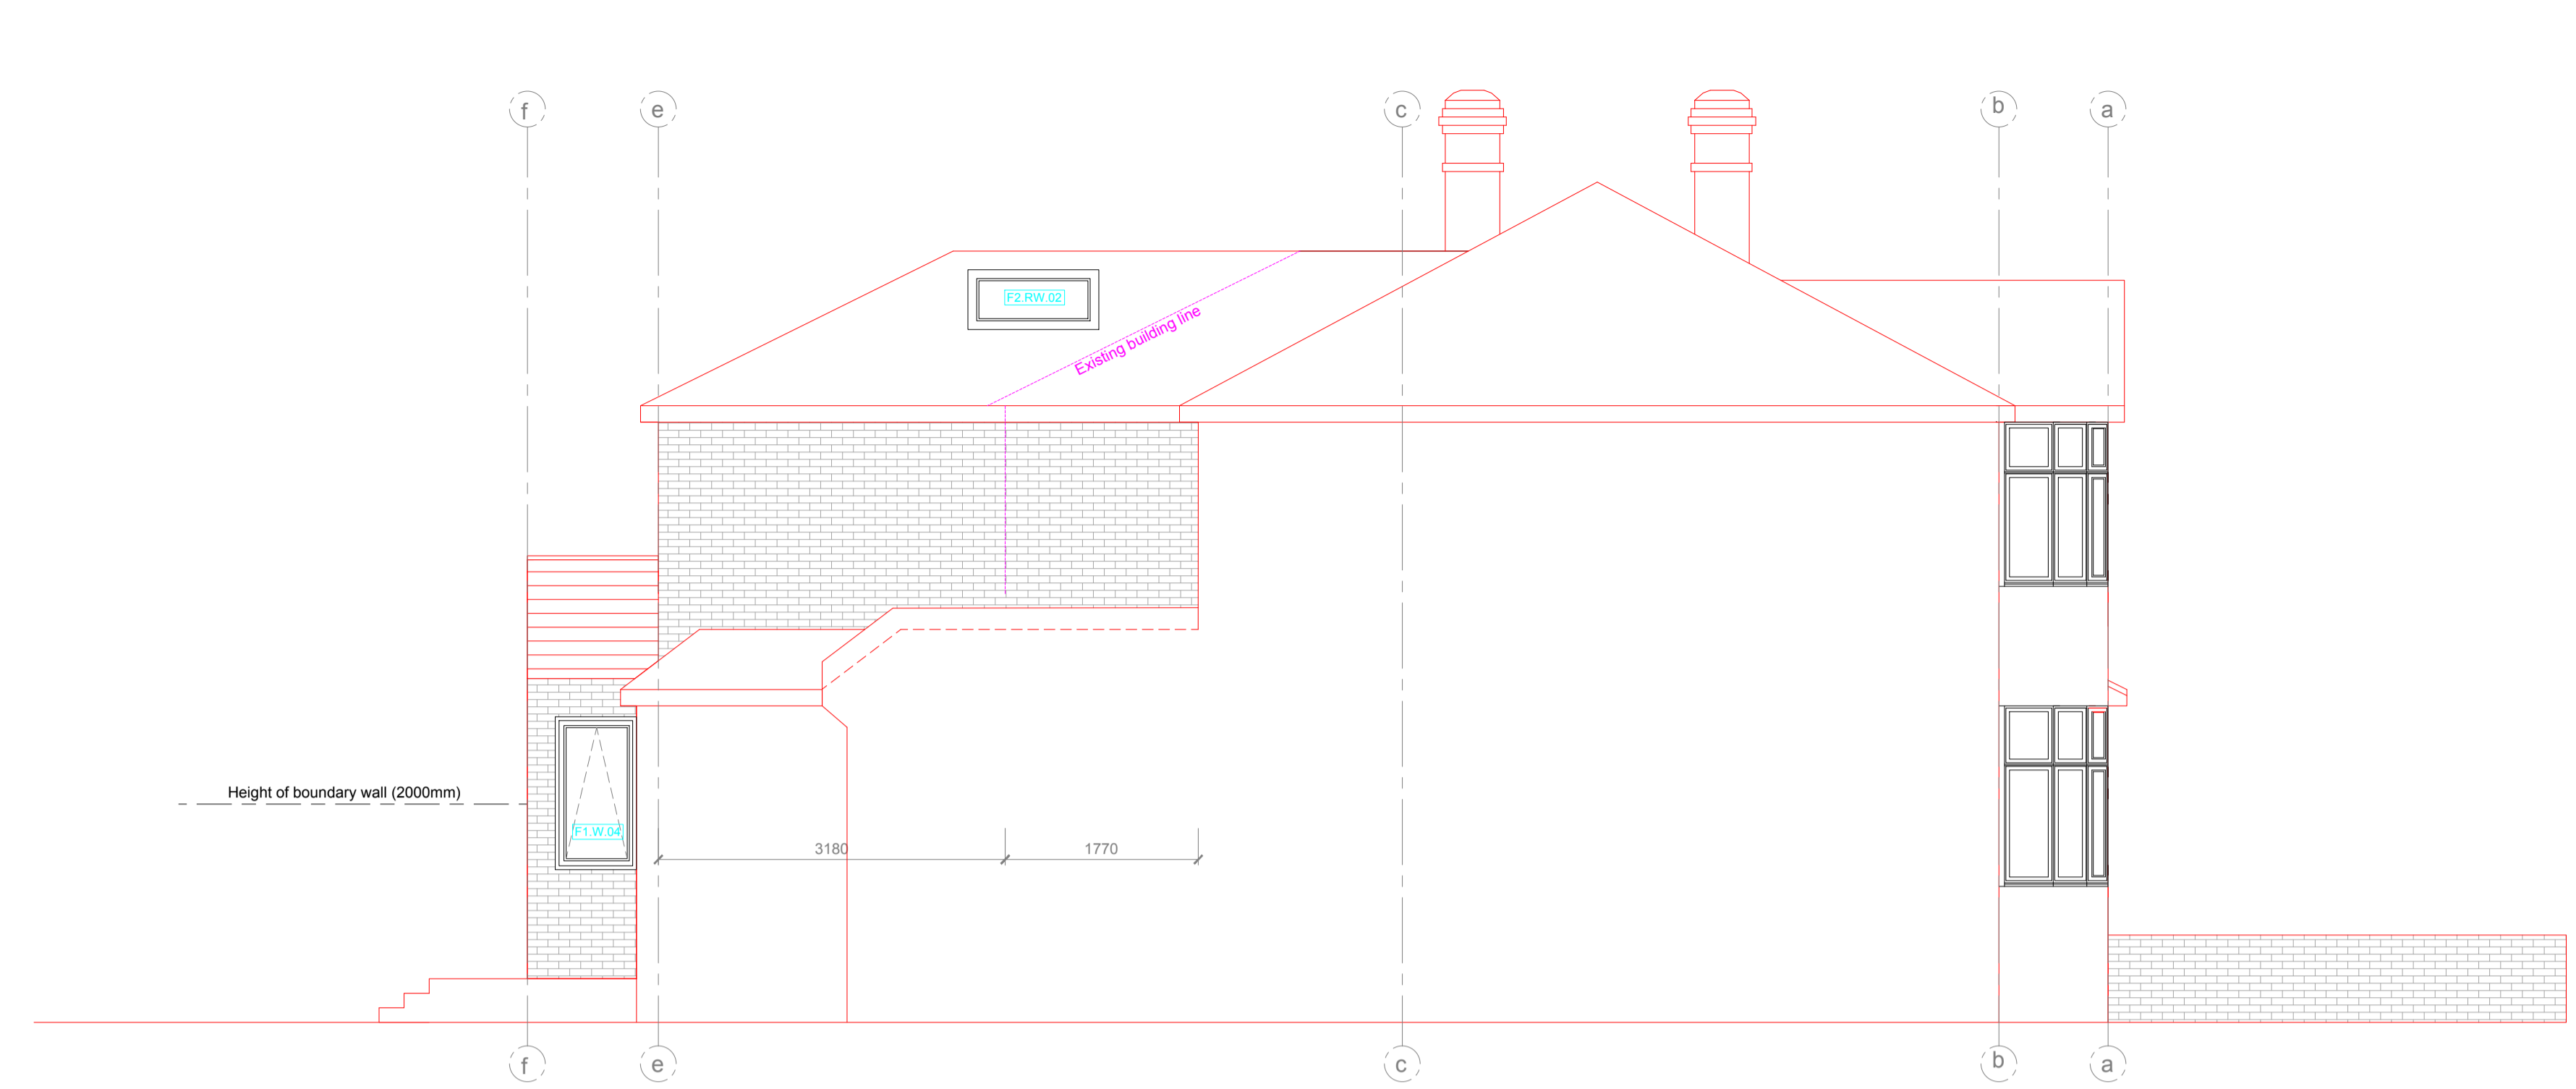 f e c b a
F2.RW.02
Existing building line
Height of boundary wall (2000mm)
F1.W.04
3180 1770
f e c b a